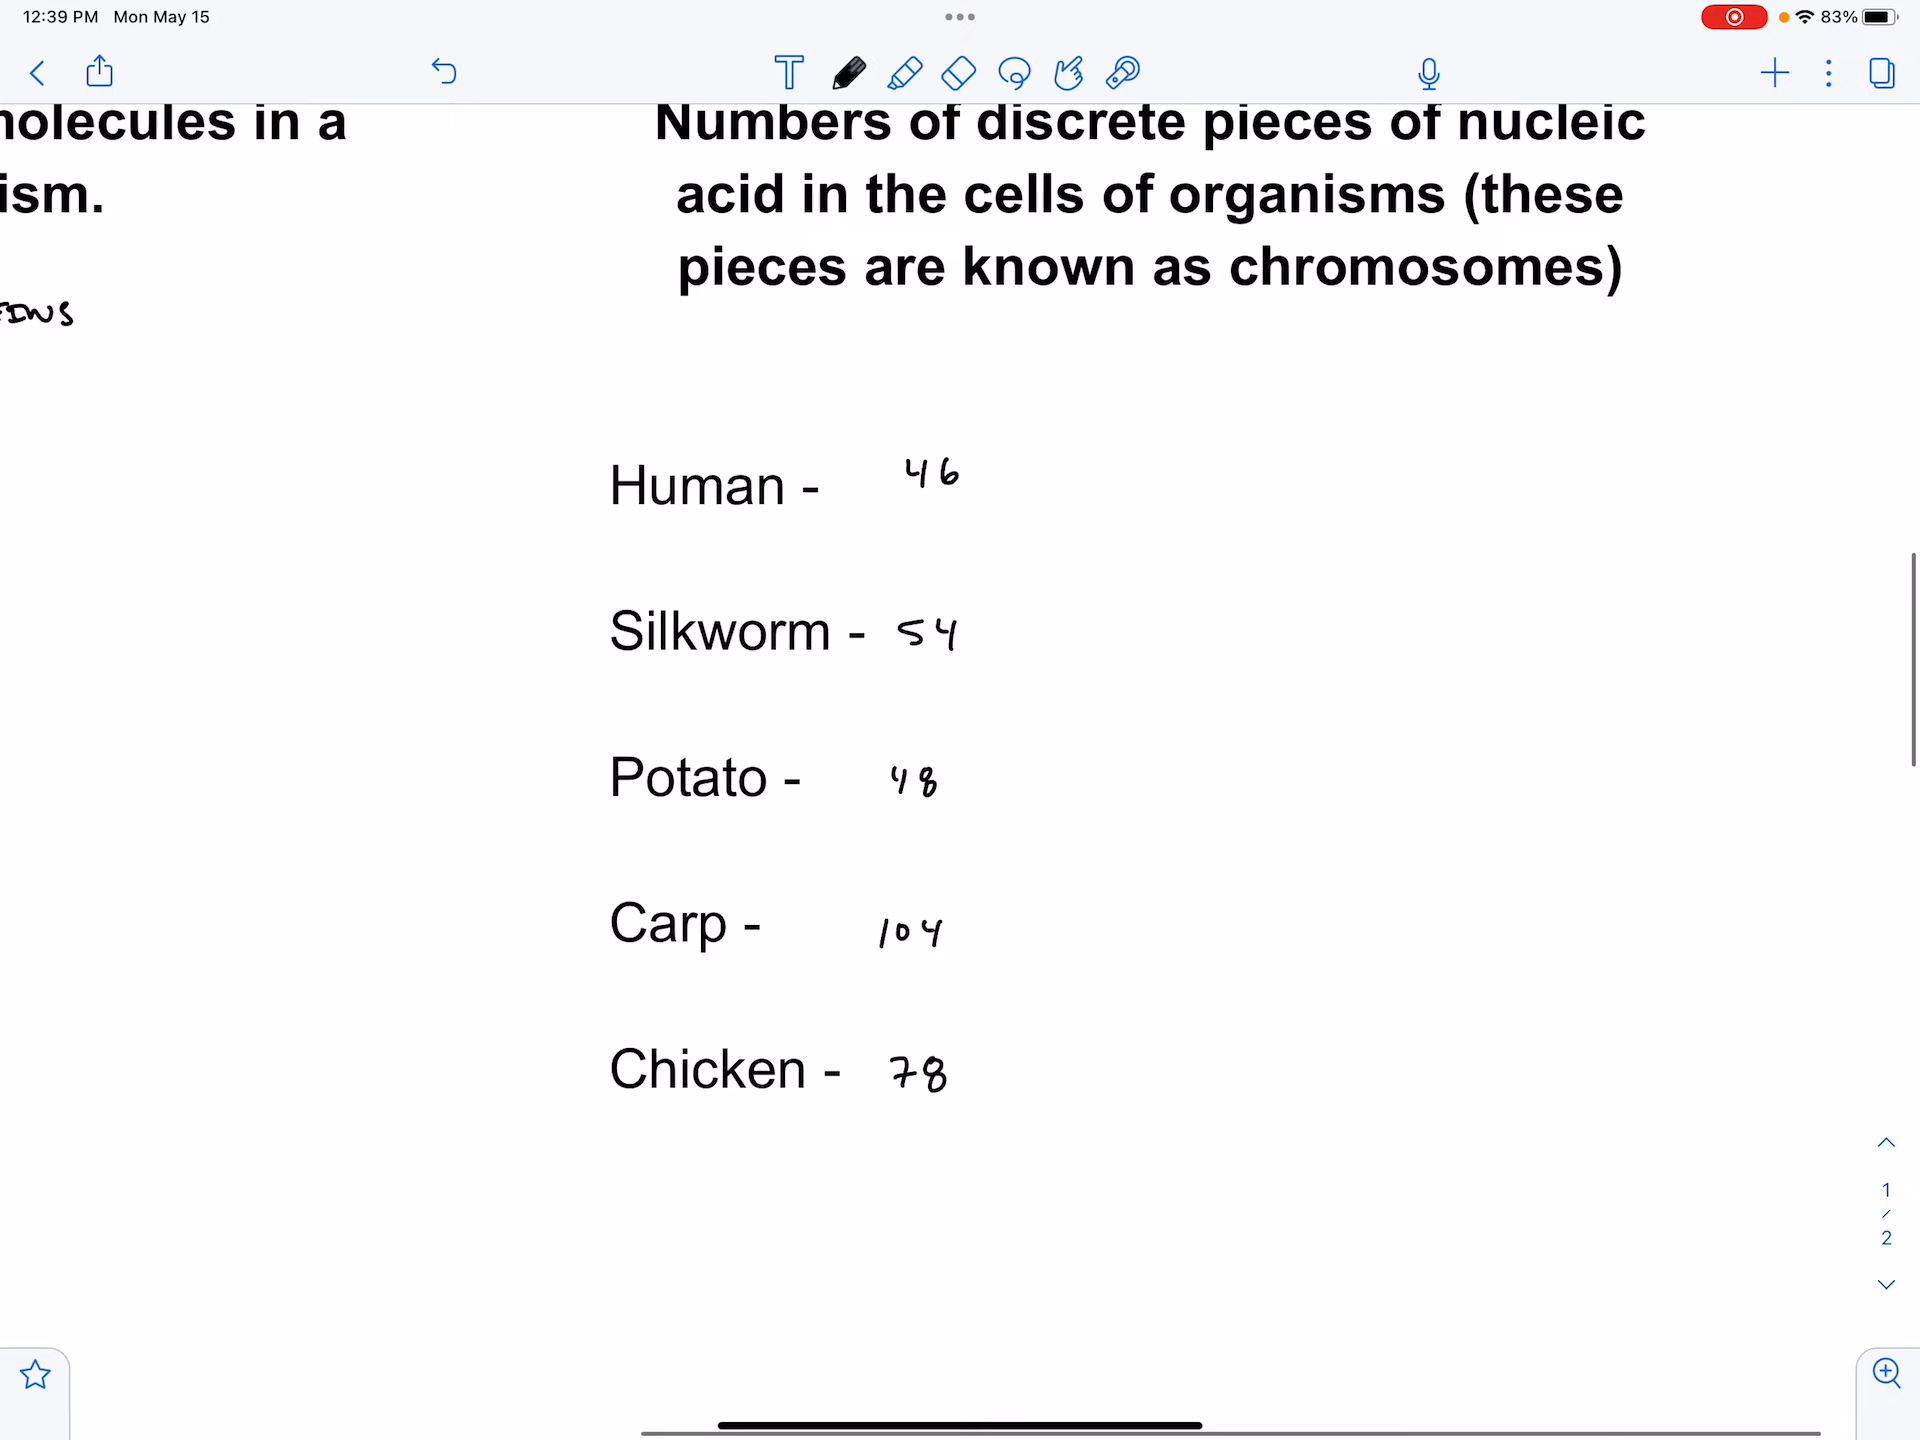 12:39 PM Mon May 15
83%
molecules in a
ism.
EINS
Numbers of discrete pieces of nucleic
acid in the cells of organisms (these
pieces are known as chromosomes)
Human - 46
Silkworm - 54
Potato - 48
Carp - 104
Chicken - 78
1
/
2